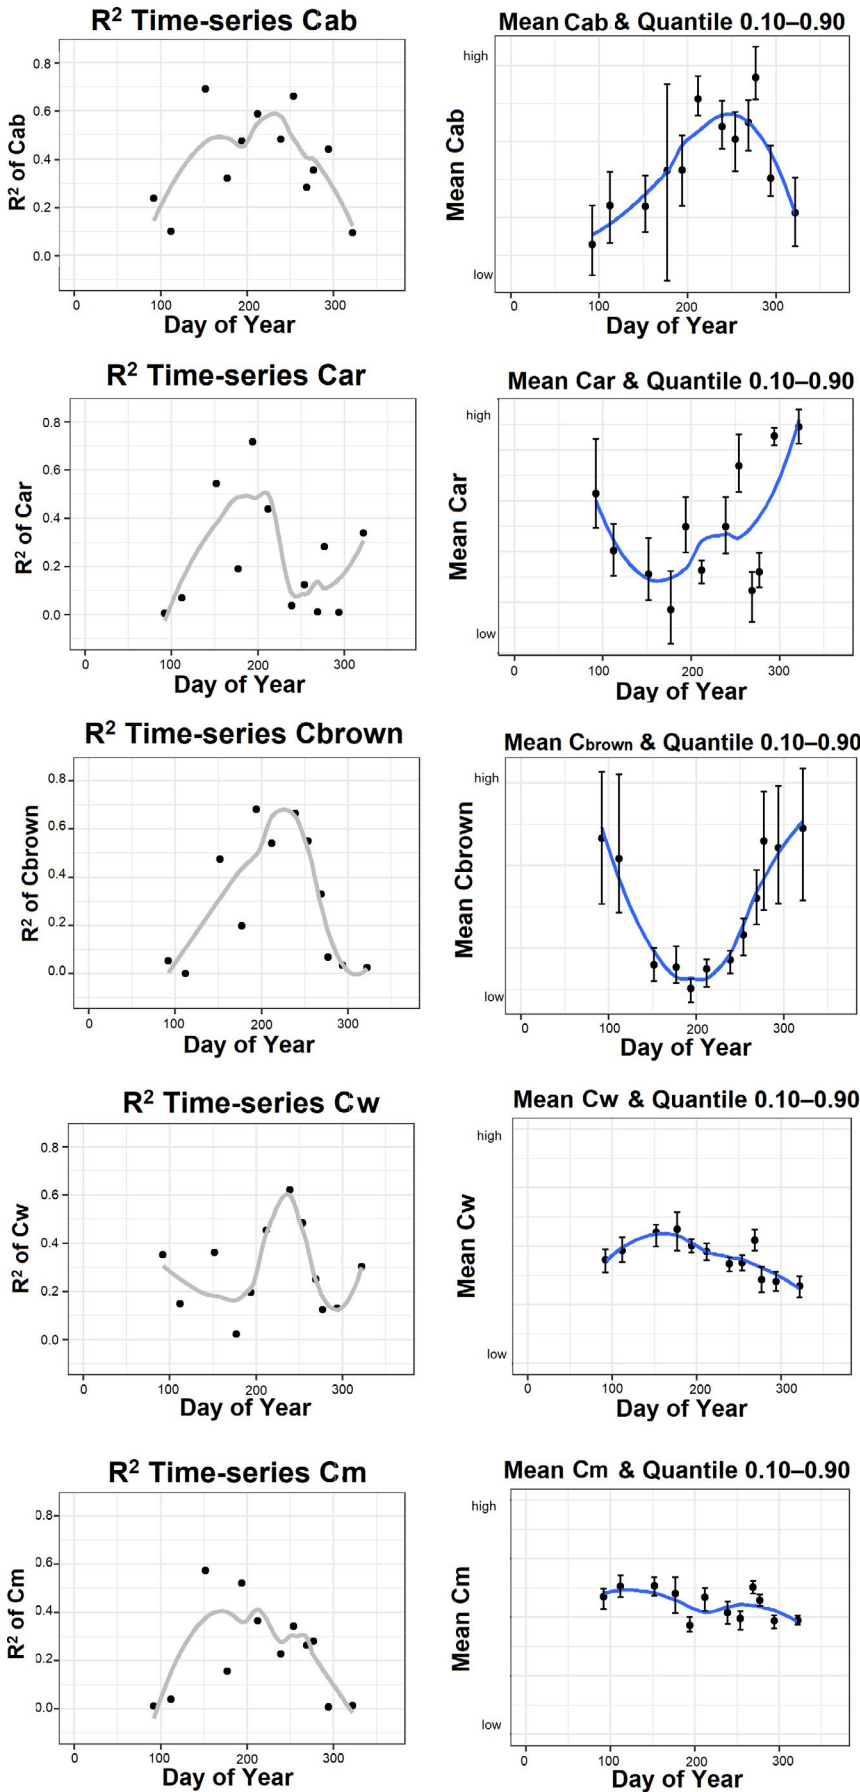 R² Time-series Cab
0.8
0.6
0.4
0.2
0.0
R² of Cab
0 100 200 300
Day of Year
Mean Cab & Quantile 0.10–0.90
high
low
Mean Cab
0 100 200 300
Day of Year
R² Time-series Car
0.8
0.6
0.4
0.2
0.0
R² of Car
0 100 200 300
Day of Year
Mean Car & Quantile 0.10–0.90
high
low
Mean Car
0 100 200 300
Day of Year
R² Time-series Cbrown
0.8
0.6
0.4
0.2
0.0
R² of Cbrown
0 100 200 300
Day of Year
Mean Cbrown & Quantile 0.10–0.90
high
low
Mean Cbrown
0 100 200 300
Day of Year
R² Time-series Cw
0.8
0.6
0.4
0.2
0.0
R² of Cw
0 100 200 300
Day of Year
Mean Cw & Quantile 0.10–0.90
high
low
Mean Cw
0 100 200 300
Day of Year
R² Time-series Cm
0.8
0.6
0.4
0.2
0.0
R² of Cm
0 100 200 300
Day of Year
Mean Cm & Quantile 0.10–0.90
high
low
Mean Cm
0 100 200 300
Day of Year